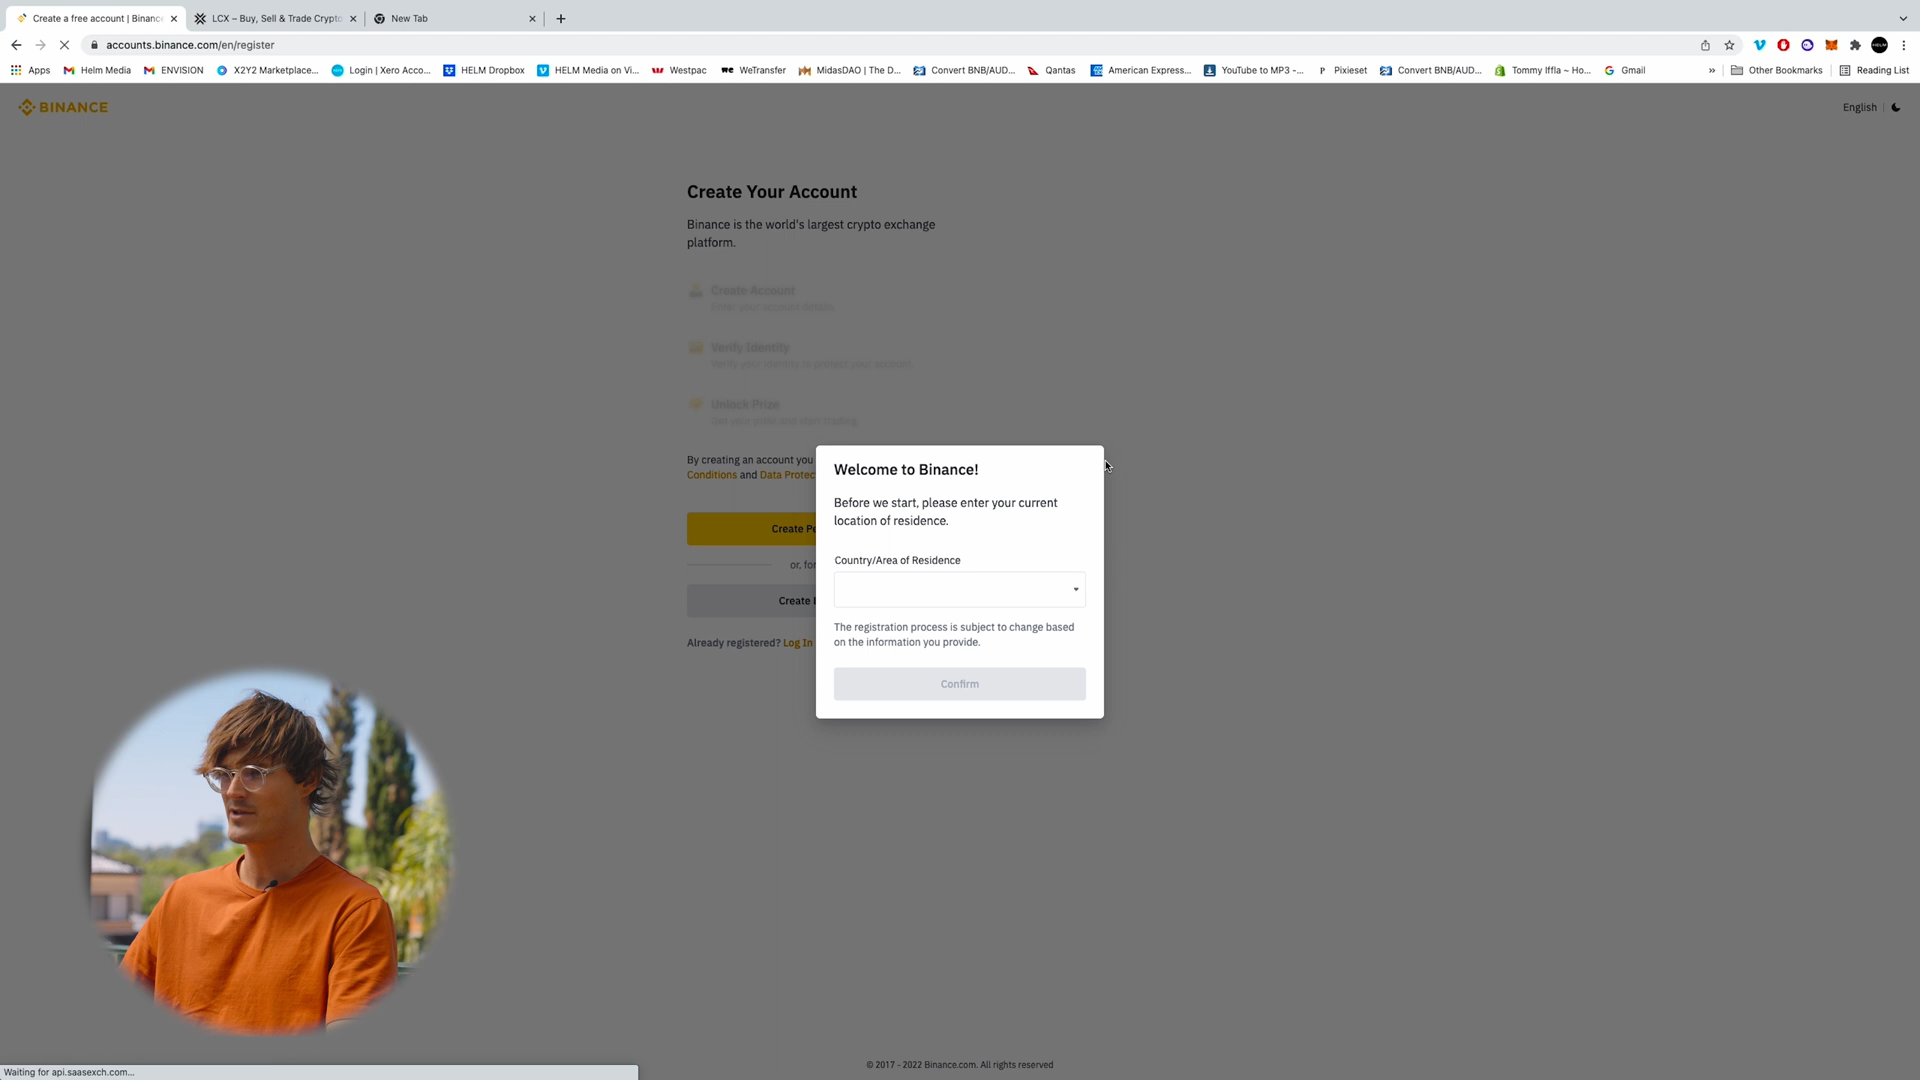 Create a free account | Binance
LCX – Buy, Sell & Trade Crypto
New Tab
accounts.binance.com/en/register
Apps
Helm Media
ENVISION
X2Y2 Marketplace...
Login | Xero Acco...
HELM Dropbox
HELM Media on Vi...
Westpac
WeTransfer
MidasDAO | The D...
Convert BNB/AUD...
Qantas
American Express...
YouTube to MP3 -...
Pixieset
Convert BNB/AUD...
Tommy Iffla ~ Ho...
Gmail
Other Bookmarks
Reading List
BINANCE
English
Create Your Account
Binance is the world's largest crypto exchange
platform.
Create Account
Enter your account details
Verify Identity
Verify your identity to protect your account
Unlock Prize
Get your prize and start trading
By creating an account you
Conditions and Data Protec
Create Pe
or, for
Create
Already registered? Log In
Welcome to Binance!
Before we start, please enter your current
location of residence.
Country/Area of Residence
The registration process is subject to change based
on the information you provide.
Confirm
© 2017 - 2022 Binance.com. All rights reserved
Waiting for api.saasexch.com...